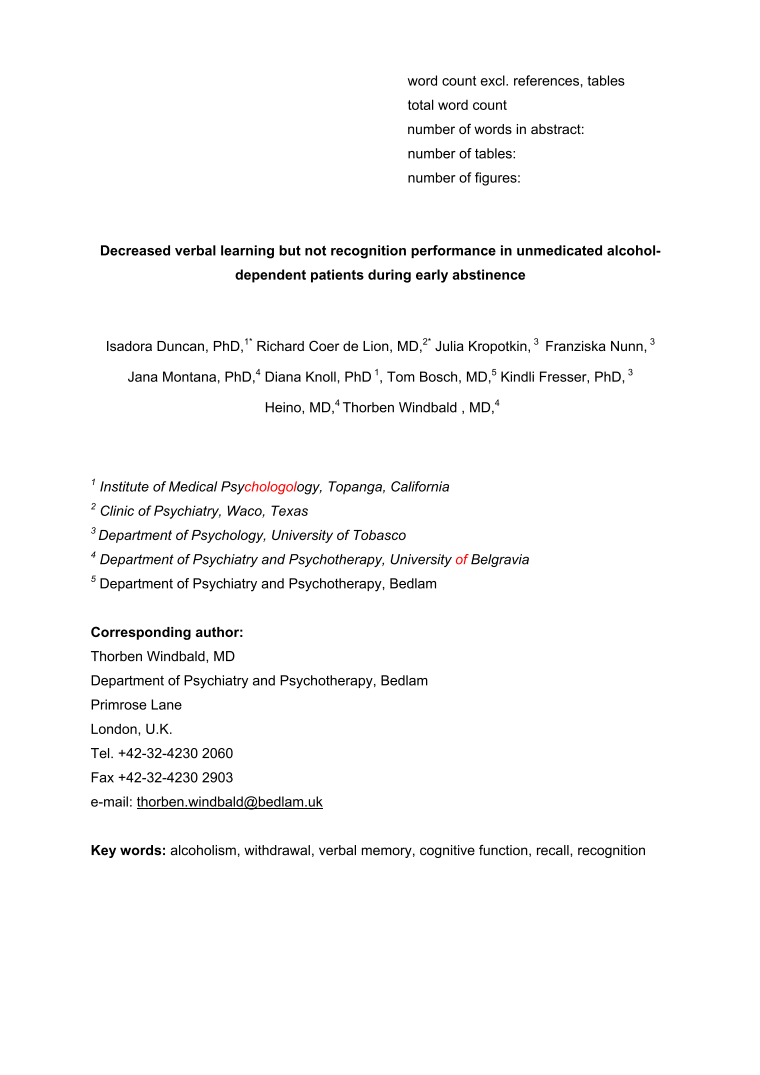 word count excl. references, tables
total word count
number of words in abstract:
number of tables:
number of figures:
Decreased verbal learning but not recognition performance in unmedicated alcohol-
dependent patients during early abstinence
Isadora Duncan, PhD,1* Richard Coer de Lion, MD,2* Julia Kropotkin, 3 Franziska Nunn, 3
Jana Montana, PhD,4 Diana Knoll, PhD 1, Tom Bosch, MD,5 Kindli Fresser, PhD, 3
Heino, MD,4 Thorben Windbald , MD,4
1 Institute of Medical Psychologology, Topanga, California
2 Clinic of Psychiatry, Waco, Texas
3 Department of Psychology, University of Tobasco
4 Department of Psychiatry and Psychotherapy, University of Belgravia
5 Department of Psychiatry and Psychotherapy, Bedlam
Corresponding author:
Thorben Windbald, MD
Department of Psychiatry and Psychotherapy, Bedlam
Primrose Lane
London, U.K.
Tel. +42-32-4230 2060
Fax +42-32-4230 2903
e-mail: thorben.windbald@bedlam.uk
Key words: alcoholism, withdrawal, verbal memory, cognitive function, recall, recognition